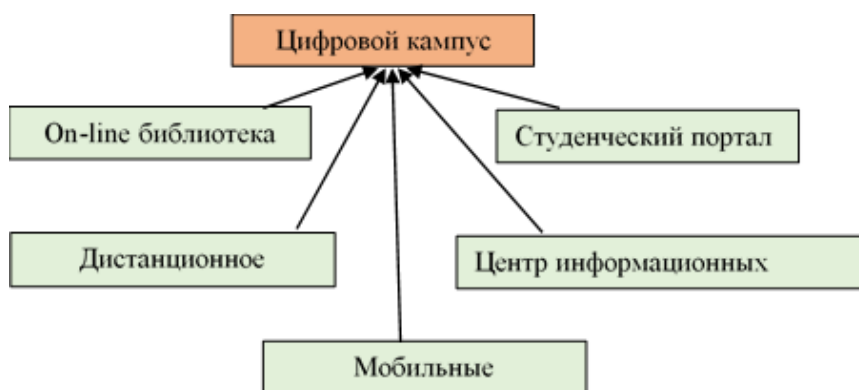 Цифровой кампус
On-line библиотека
Студенческий портал
Дистанционное
Центр информационных
Мобильные